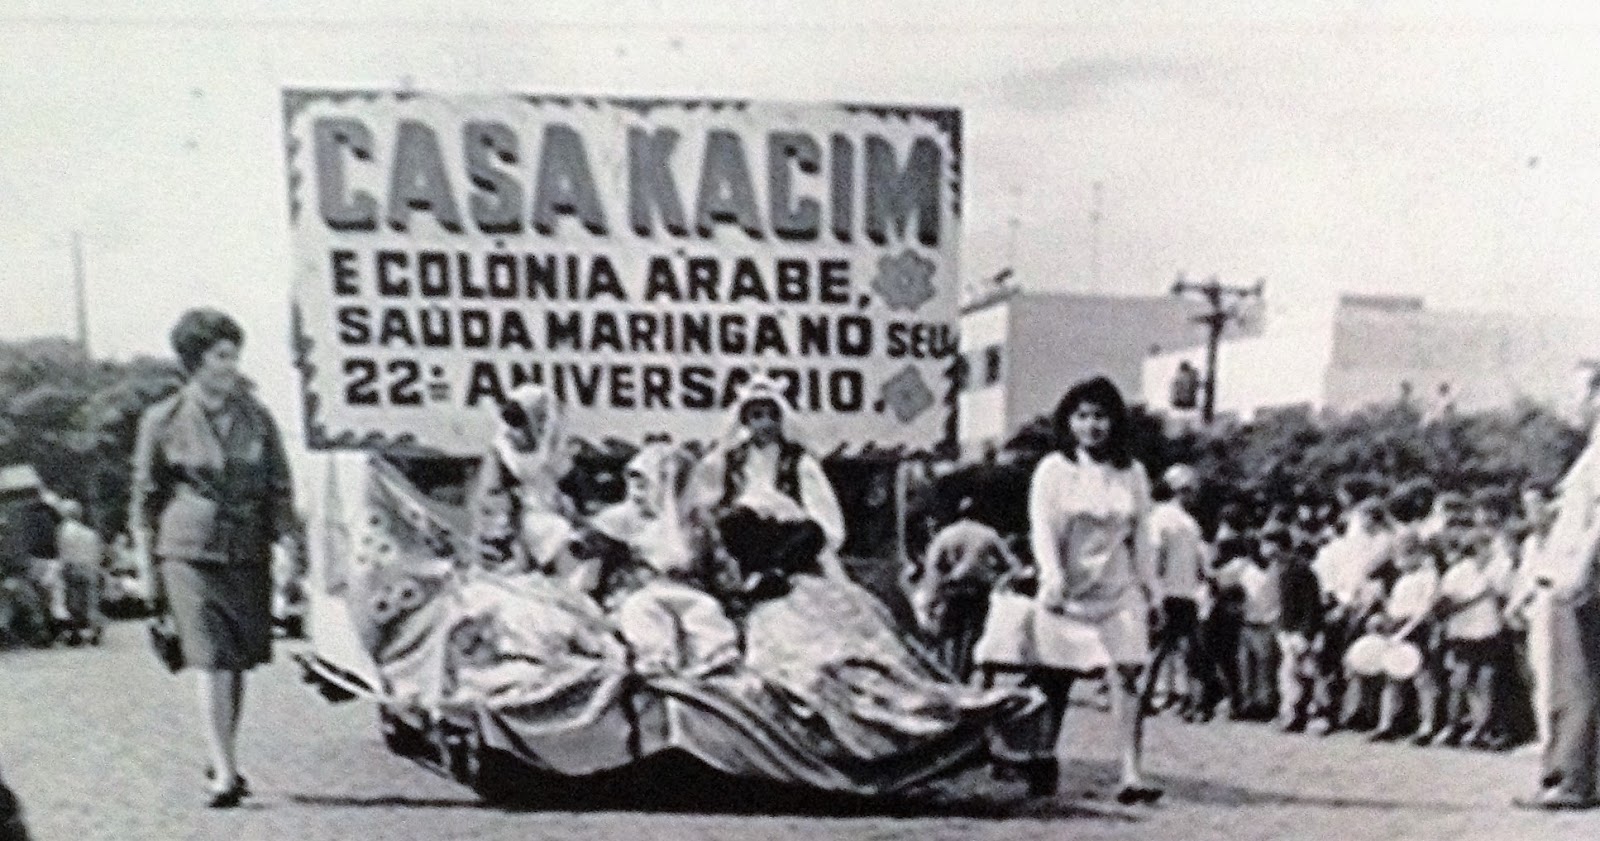 CASA KACIM
E COLÔNIA ÁRABE,
SAÚDA MARINGÁ NO SEU
22º ANIVERSÁRIO.